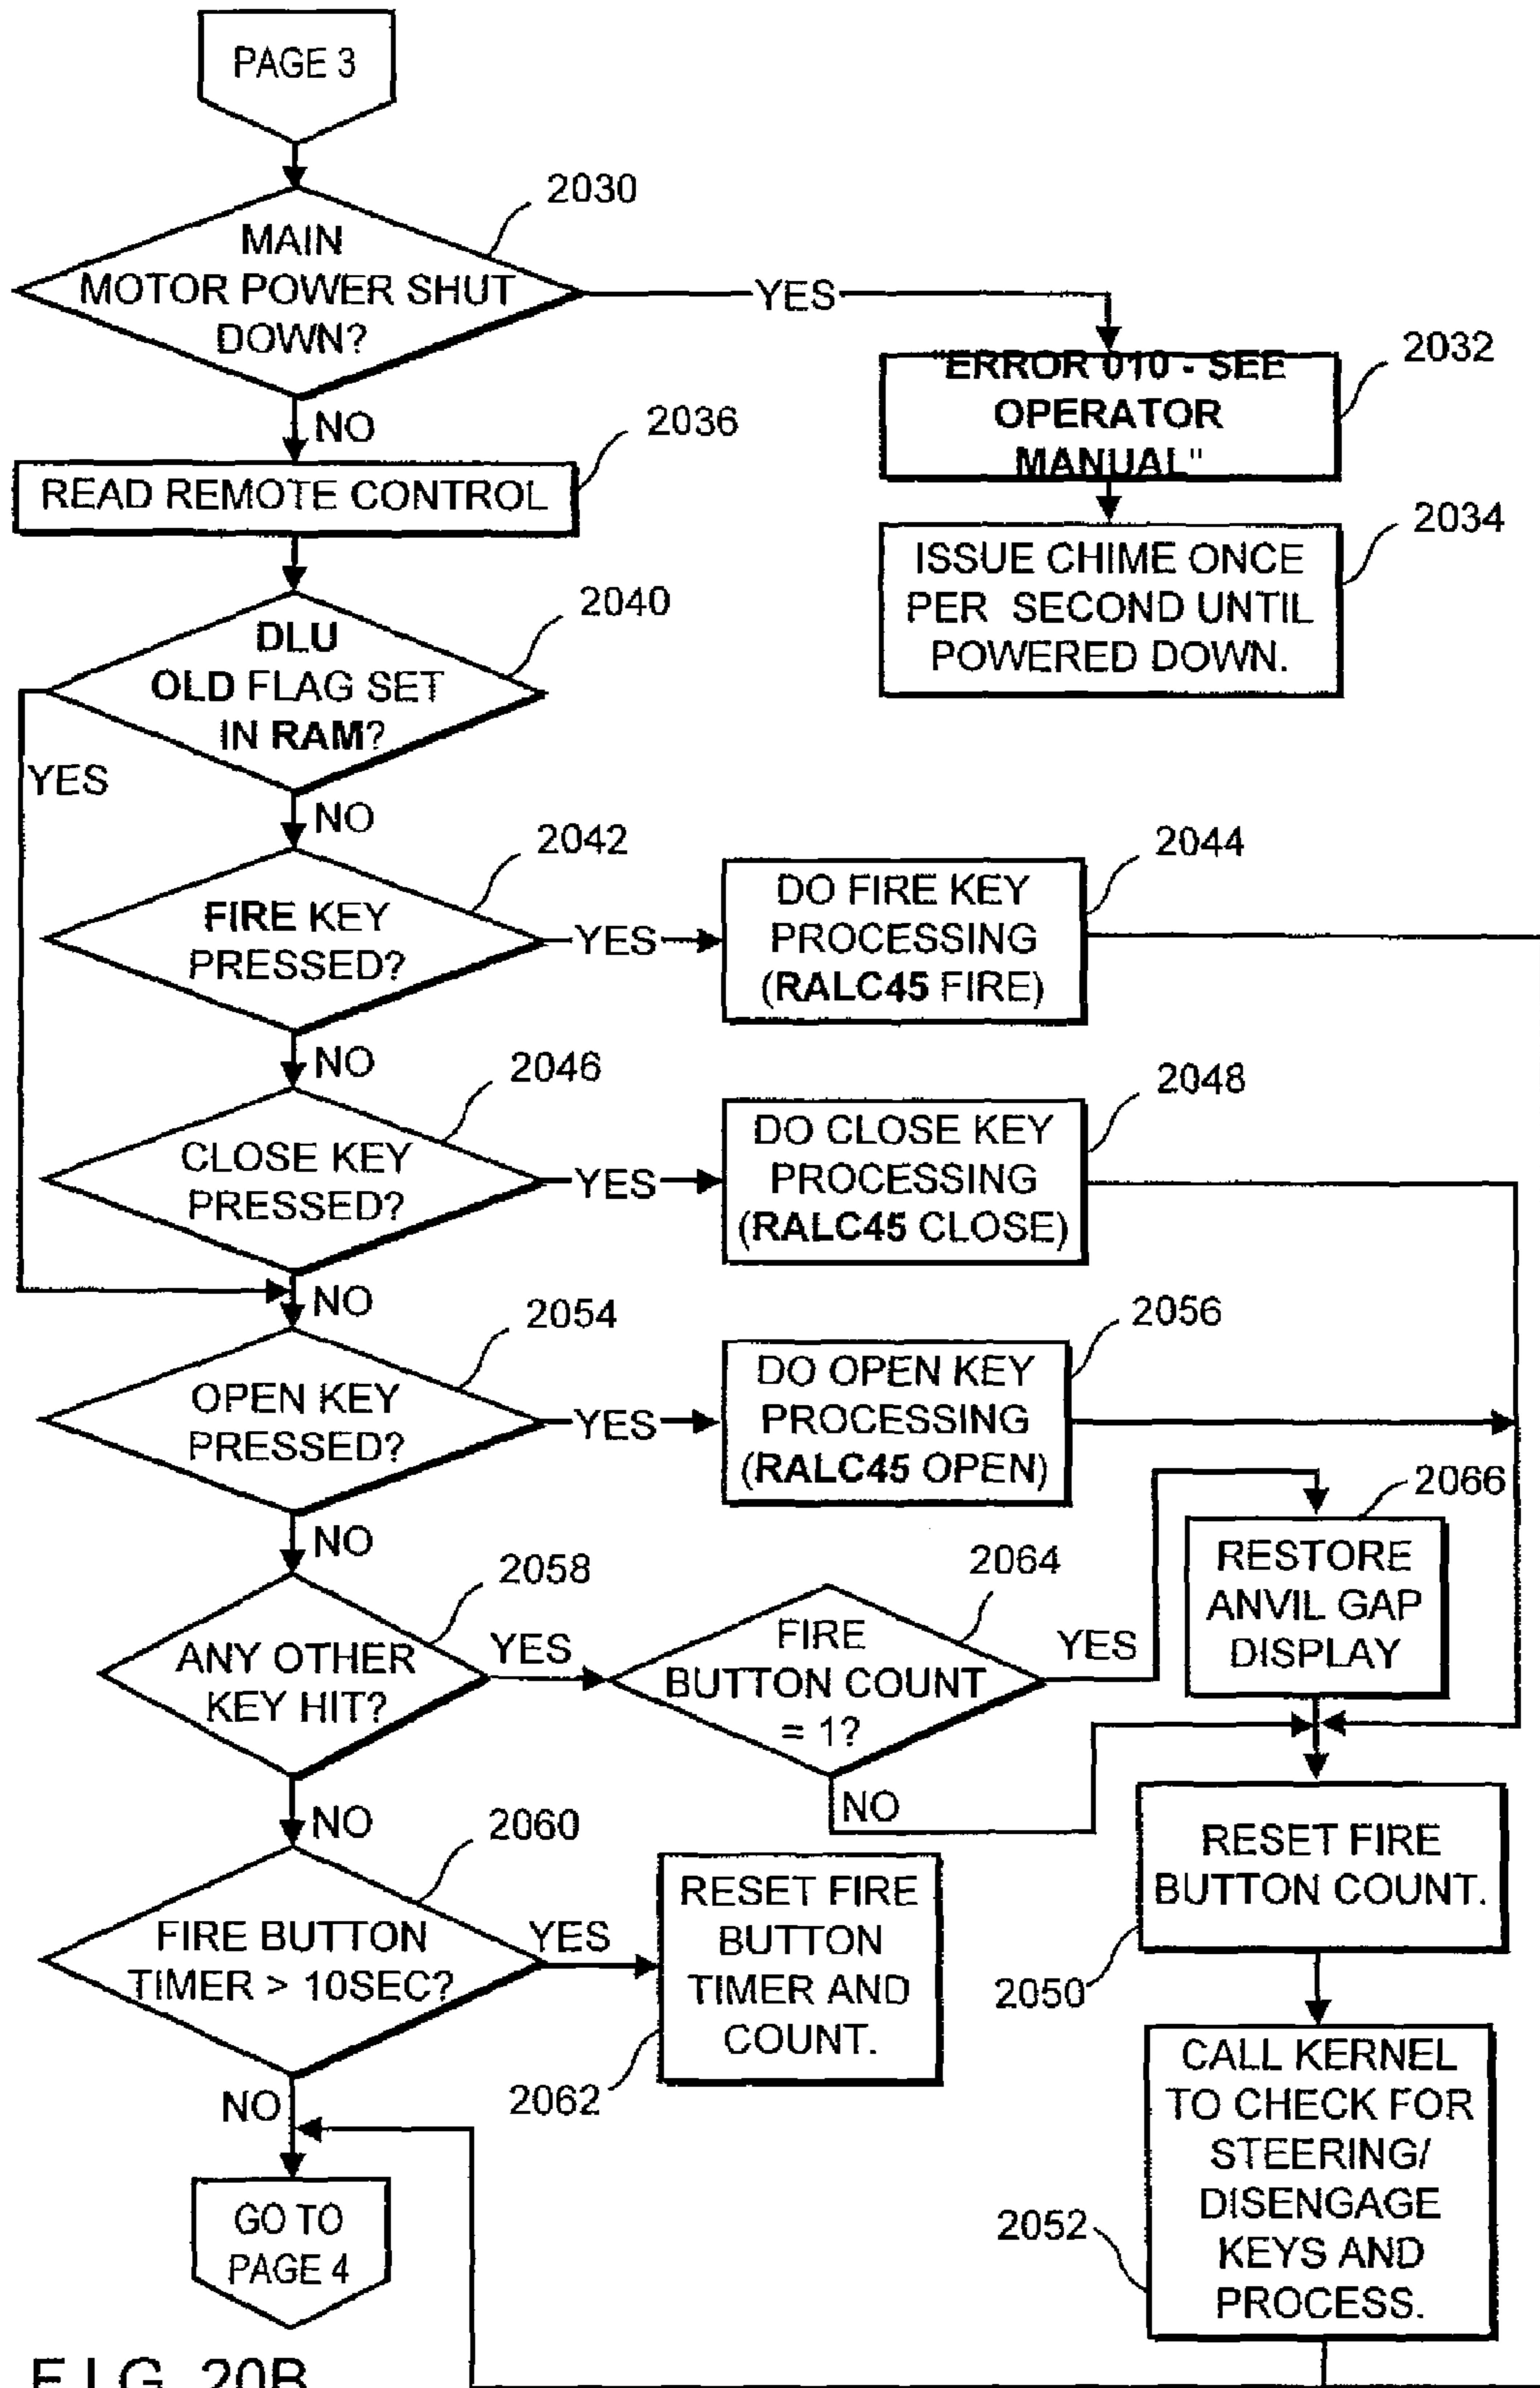 PAGE 3
2030
MAIN
MOTOR POWER SHUT
DOWN?
YES
NO
2032
"ERROR 010 - SEE
OPERATOR
MANUAL"
2036
READ REMOTE CONTROL
2034
ISSUE CHIME ONCE
PER SECOND UNTIL
POWERED DOWN.
2040
DLU
OLD FLAG SET
IN RAM?
YES
NO
2042
FIRE KEY
PRESSED?
YES
2044
DO FIRE KEY
PROCESSING
(RALC45 FIRE)
NO
2046
CLOSE KEY
PRESSED?
YES
2048
DO CLOSE KEY
PROCESSING
(RALC45 CLOSE)
NO
2054
OPEN KEY
PRESSED?
YES
2056
DO OPEN KEY
PROCESSING
(RALC45 OPEN)
NO
2058
ANY OTHER
KEY HIT?
YES
2064
FIRE
BUTTON COUNT
= 1?
YES
2066
RESTORE
ANVIL GAP
DISPLAY
NO
NO
2060
FIRE BUTTON
TIMER > 10SEC?
YES
RESET FIRE
BUTTON
TIMER AND
COUNT.
2062
RESET FIRE
BUTTON COUNT.
2050
CALL KERNEL
TO CHECK FOR
STEERING/
DISENGAGE
KEYS AND
PROCESS.
2052
NO
GO TO
PAGE 4
FIG. 20B